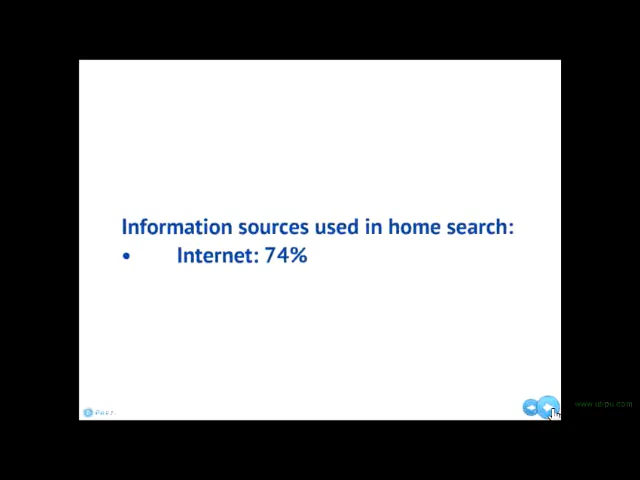 Information sources used in home search:
• Internet: 74%